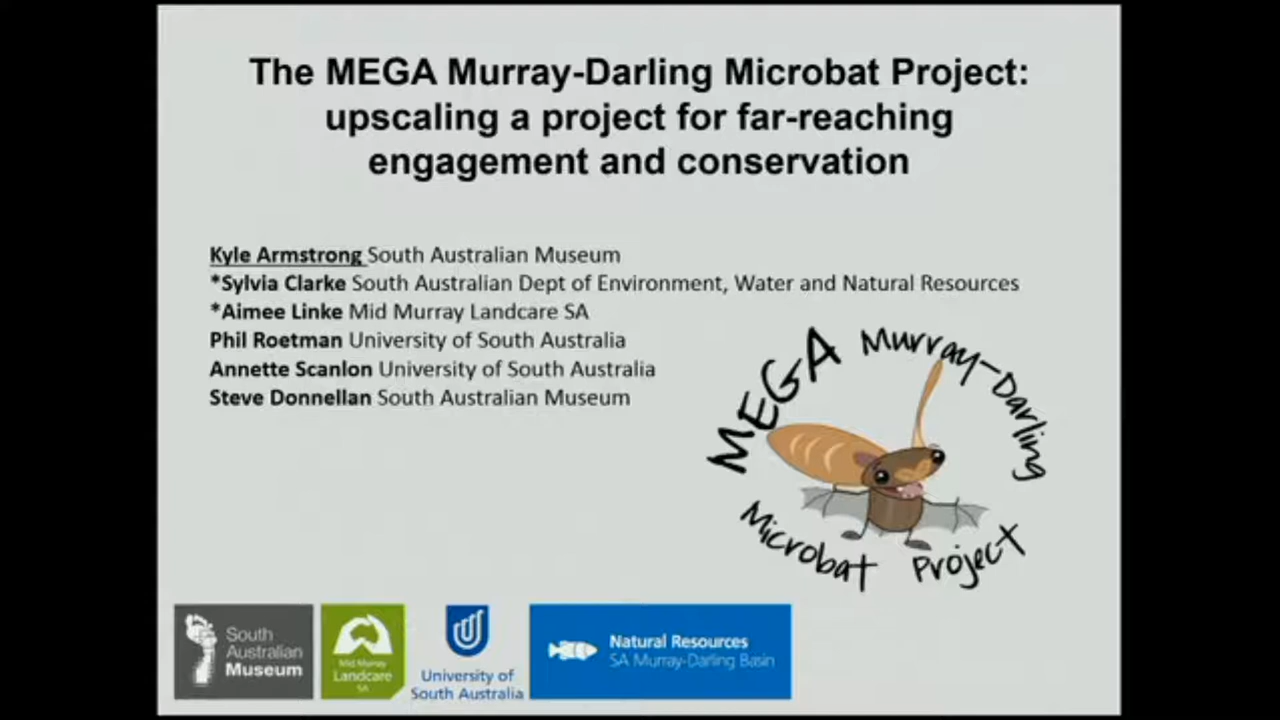 The MEGA Murray-Darling Microbat Project:
upscaling a project for far-reaching
engagement and conservation
Kyle Armstrong South Australian Museum
*Sylvia Clarke South Australian Dept of Environment, Water and Natural Resources
*Aimee Linke Mid Murray Landcare SA
Phil Roetman University of South Australia
Annette Scanlon University of South Australia
Steve Donnellan South Australian Museum
MEGA Murray-Darling
Microbat Project
South
Australian
Museum
Mid Murray
Landcare
SA
University of
South Australia
Natural Resources
SA Murray-Darling Basin